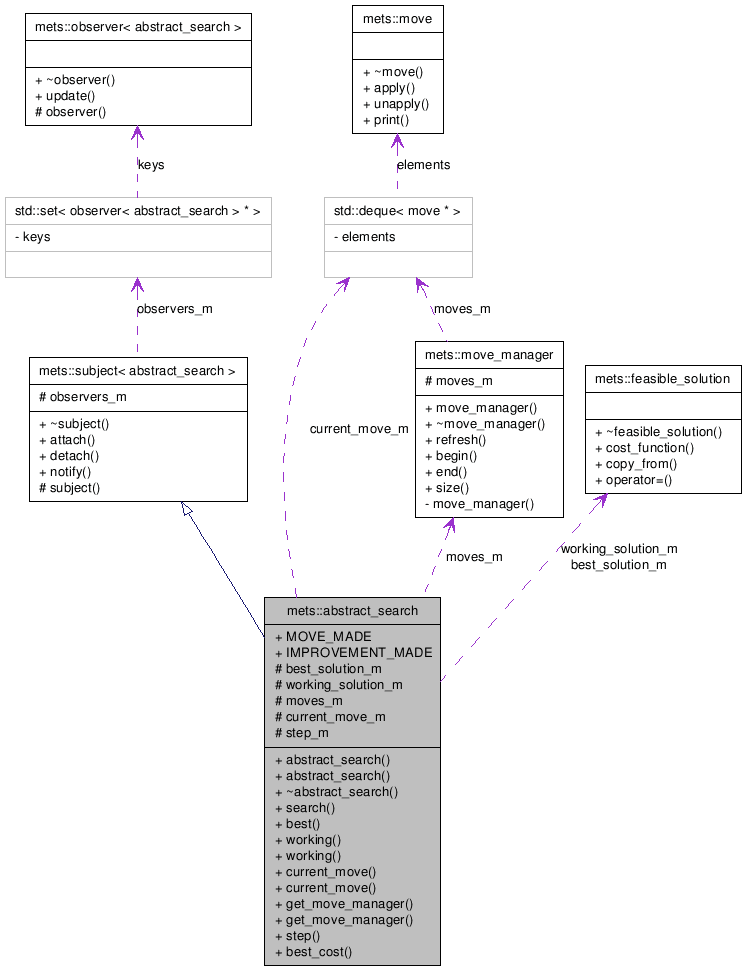 mets::observer< abstract_search >
+ ~observer()
+ update()
# observer()
mets::move
+ ~move()
+ apply()
+ unapply()
+ print()
keys
elements
std::set< observer< abstract_search > * >
- keys
std::deque< move * >
- elements
observers_m
moves_m
mets::subject< abstract_search >
# observers_m
+ ~subject()
+ attach()
+ detach()
+ notify()
# subject()
current_move_m
mets::move_manager
# moves_m
+ move_manager()
+ ~move_manager()
+ refresh()
+ begin()
+ end()
+ size()
- move_manager()
mets::feasible_solution
+ ~feasible_solution()
+ cost_function()
+ copy_from()
+ operator=()
moves_m
working_solution_m
best_solution_m
mets::abstract_search
+ MOVE_MADE
+ IMPROVEMENT_MADE
# best_solution_m
# working_solution_m
# moves_m
# current_move_m
# step_m
+ abstract_search()
+ abstract_search()
+ ~abstract_search()
+ search()
+ best()
+ working()
+ working()
+ current_move()
+ current_move()
+ get_move_manager()
+ get_move_manager()
+ step()
+ best_cost()